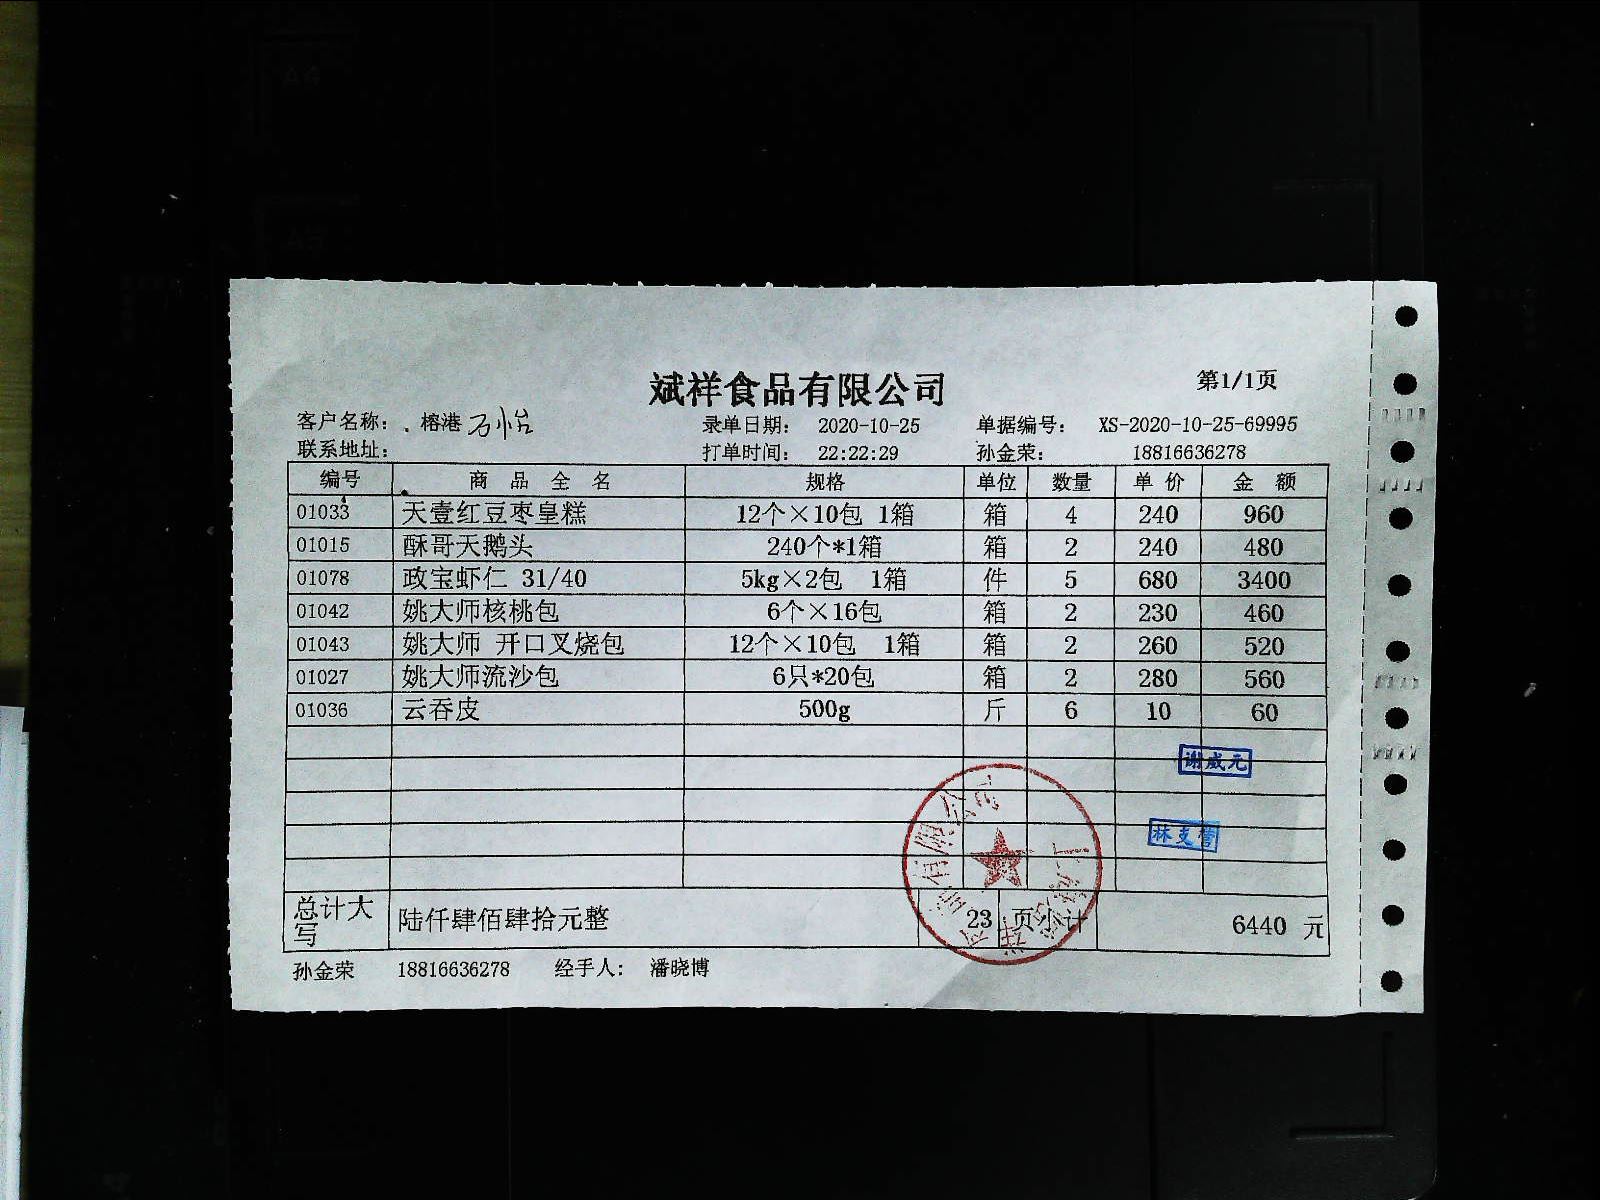 斌祥食品有限公司
第1/1页
客户名称： 榕港 石小怡 录单日期： 2020-10-25 单据编号： XS-2020-10-25-69995
联系地址： 打单时间： 22:22:29 孙金荣： 18816636278
编号 商品全名 规格 单位 数量 单价 金额
01033 天壹红豆枣皇糕 12个×10包 1箱 箱 4 240 960
01015 酥哥天鹅头 240个*1箱 箱 2 240 480
01078 政宝虾仁 31/40 5kg×2包 1箱 件 5 680 3400
01042 姚大师核桃包 6个×16包 箱 2 230 460
01043 姚大师 开口叉烧包 12个×10包 1箱 箱 2 260 520
01027 姚大师流沙包 6只*20包 箱 2 280 560
01036 云吞皮 500g 斤 6 10 60
谢威元
总计大写 陆仟肆佰肆拾元整 23 页小计 6440 元
孙金荣 18816636278 经手人： 潘晓博